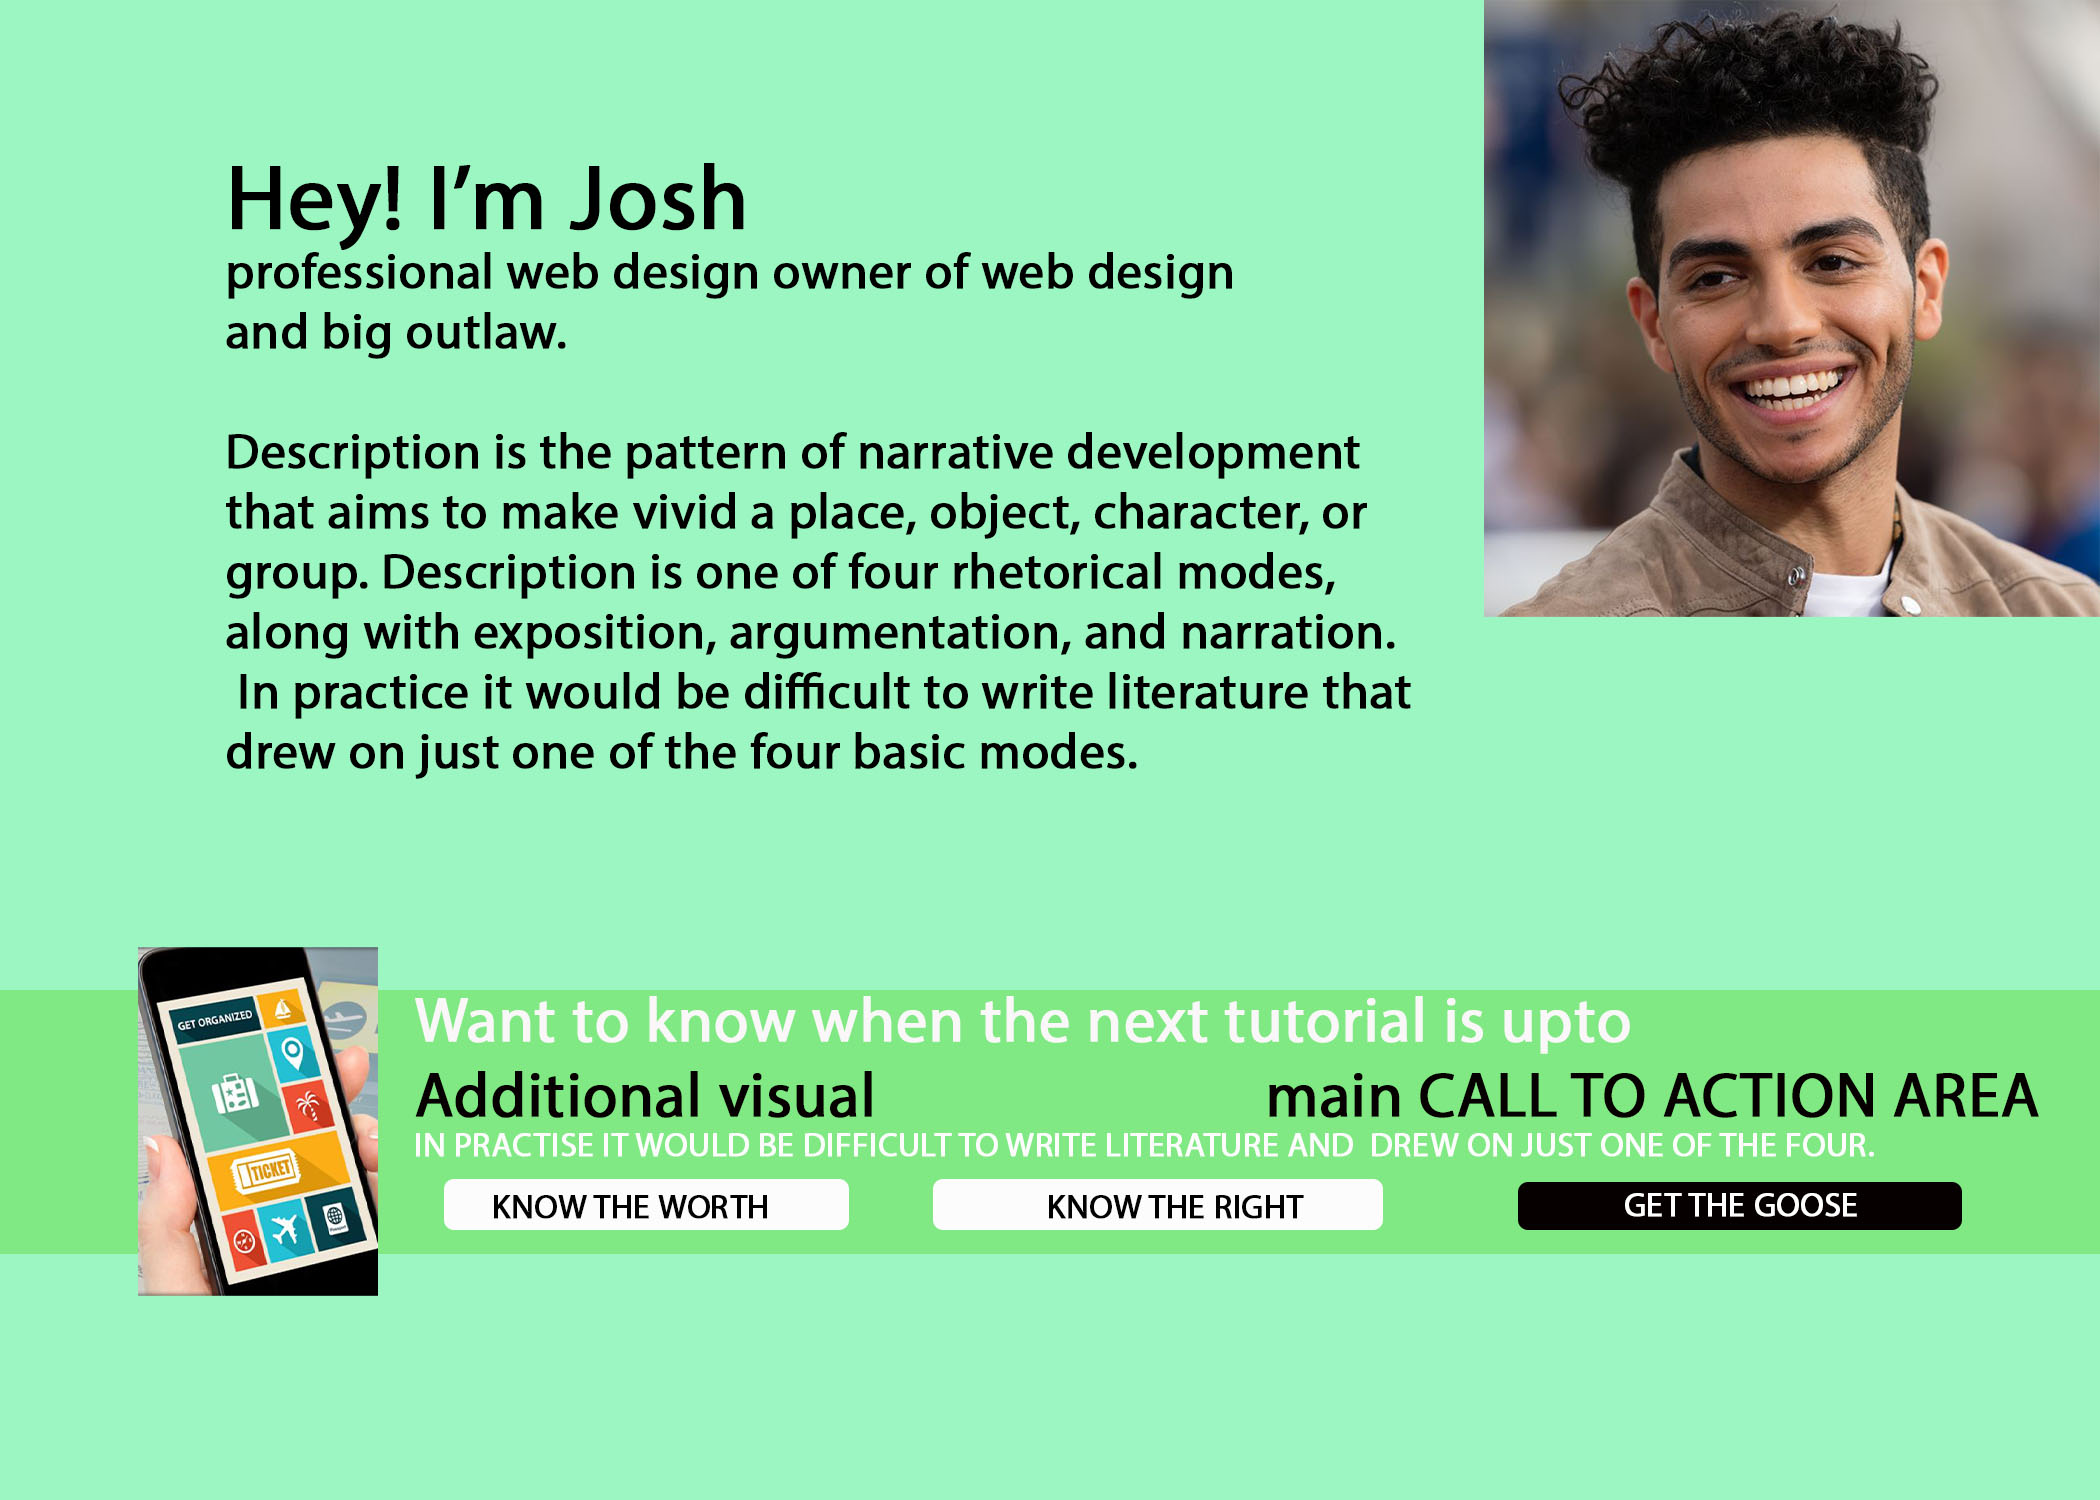 Hey! I’m Josh
professional web design owner of web design
and big outlaw.
Description is the pattern of narrative development
that aims to make vivid a place, object, character, or
group. Description is one of four rhetorical modes,
along with exposition, argumentation, and narration.
In practice it would be difficult to write literature that
drew on just one of the four basic modes.
GET ORGANIZED
TICKET
Want to know when the next tutorial is upto
Additional visual main CALL TO ACTION AREA
IN PRACTISE IT WOULD BE DIFFICULT TO WRITE LITERATURE AND DREW ON JUST ONE OF THE FOUR.
KNOW THE WORTH KNOW THE RIGHT GET THE GOOSE